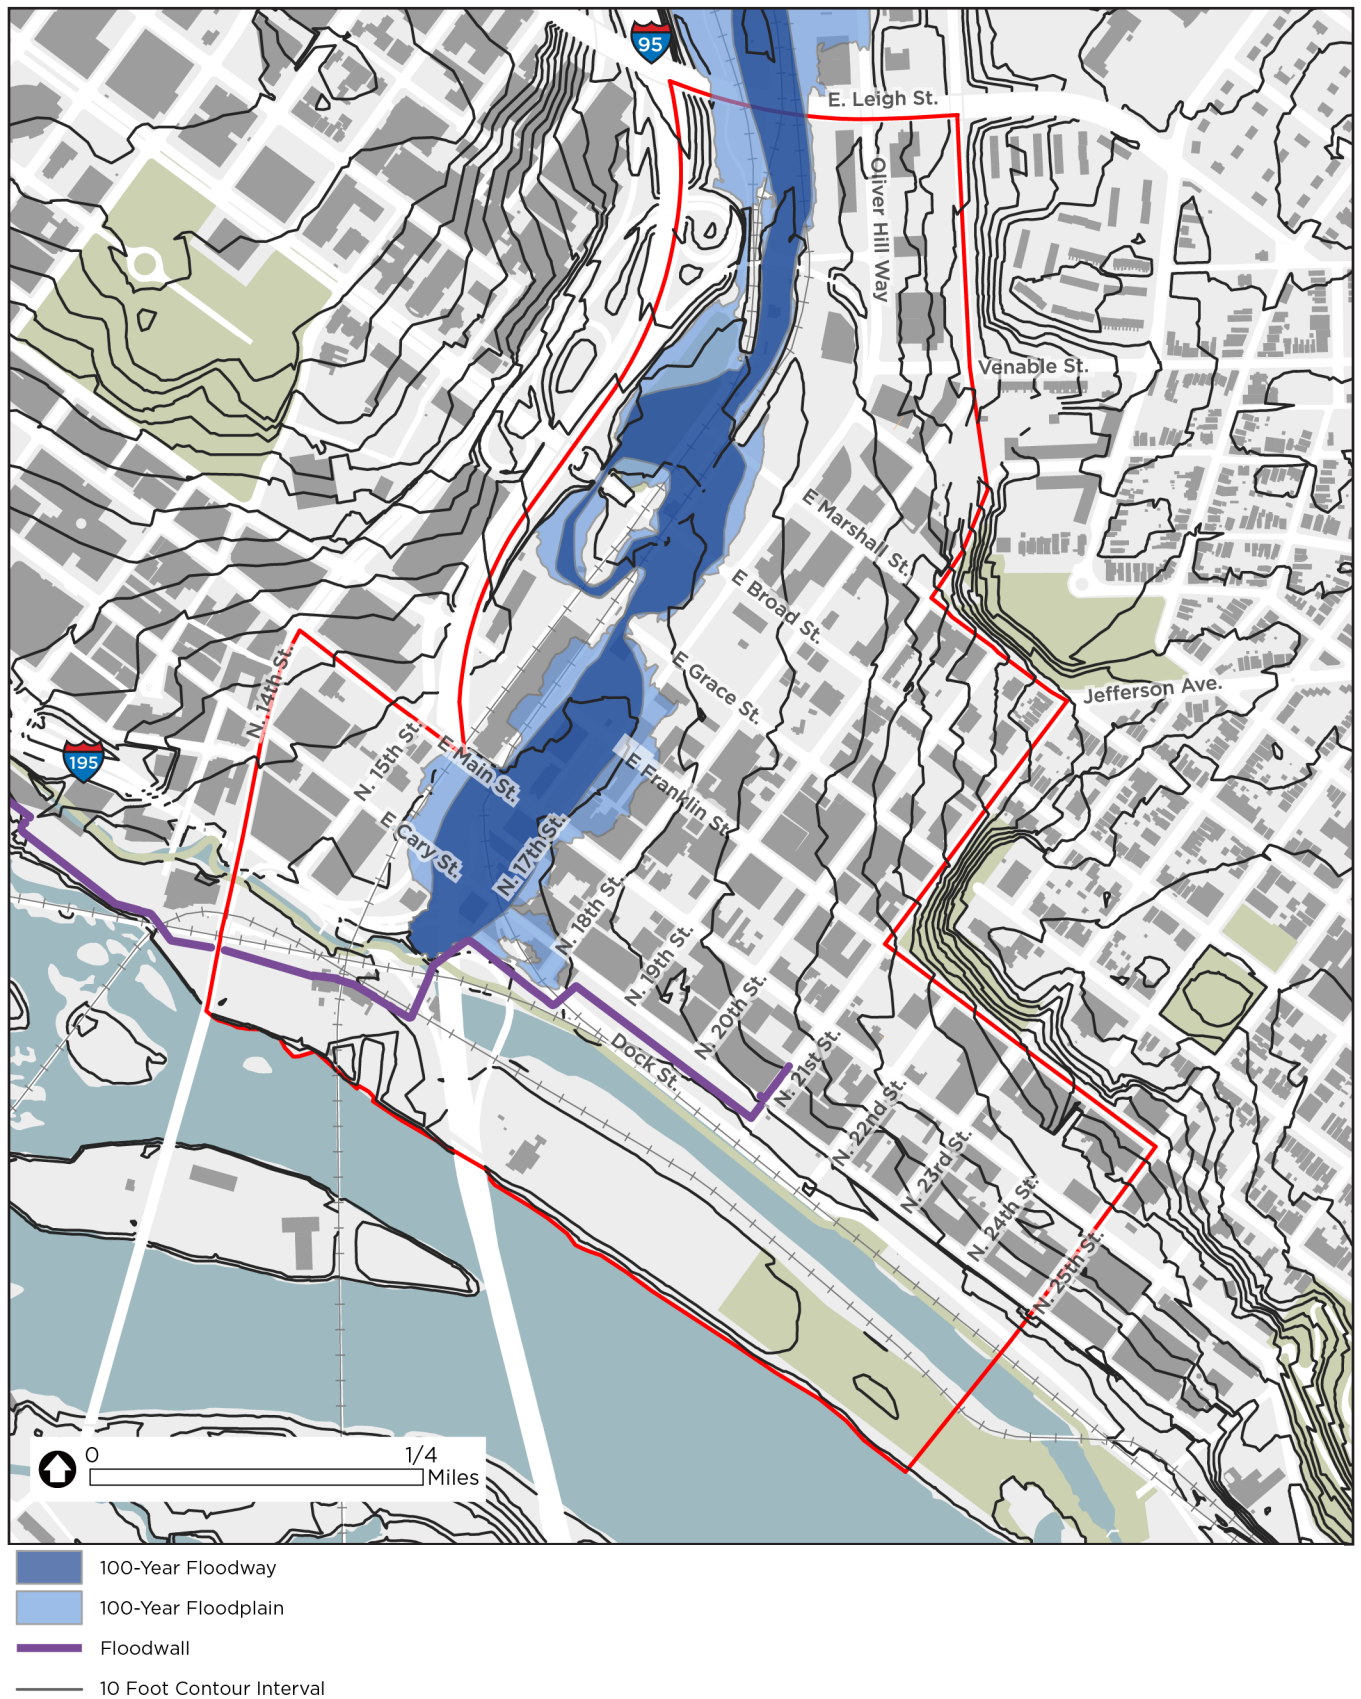 95
E. Leigh St.
Oliver Hill Way
Venable St.
E Marshall St.
E Broad St.
E Grace St.
Jefferson Ave.
N. 14th St.
195
N. 15th St.
E Main St.
E Franklin St.
E Cary St.
N. 17th St.
N. 18th St.
N. 19th St.
N. 20th St.
Dock St.
N. 21st St.
N. 22nd St.
N. 23rd St.
N. 24th St.
N. 25th St.
0 1/4
Miles
100-Year Floodway
100-Year Floodplain
Floodwall
10 Foot Contour Interval